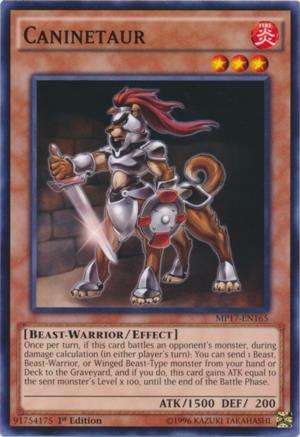 CANINETAUR
FIRE
炎
MP17-EN165
[BEAST-WARRIOR/EFFECT]
Once per turn, if this card battles an opponent's monster, during
damage calculation (in either player's turn): You can send 1 Beast,
Beast-Warrior, or Winged Beast-Type monster from your hand or
Deck to the Graveyard, and if you do, this card gains ATK equal
to the sent monster's Level x 100, until the end of the Battle Phase.
ATK/1500 DEF/ 200
91754175 1st Edition ©1996 KAZUKI TAKAHASHI